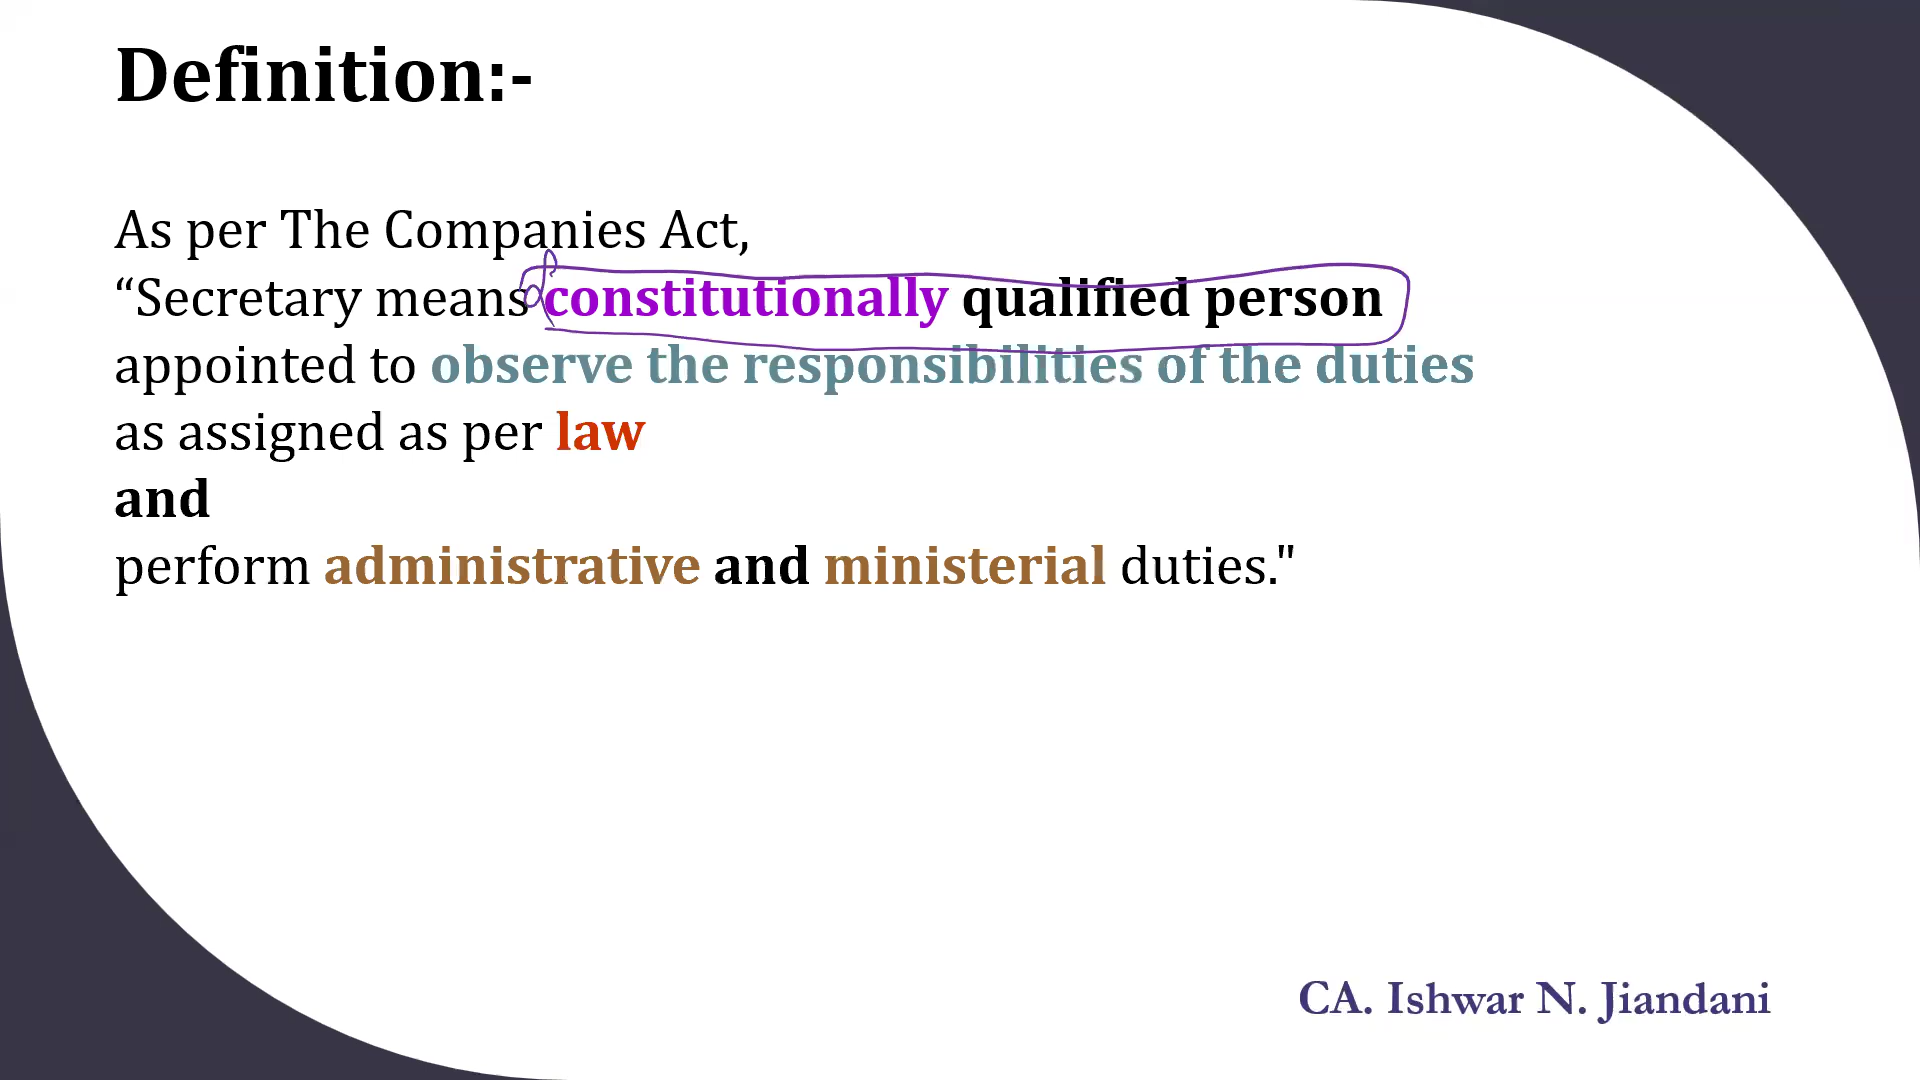 Definition:-
As per The Companies Act,
“Secretary means constitutionally qualified person
appointed to observe the responsibilities of the duties
as assigned as per law
and
perform administrative and ministerial duties."
CA. Ishwar N. Jiandani